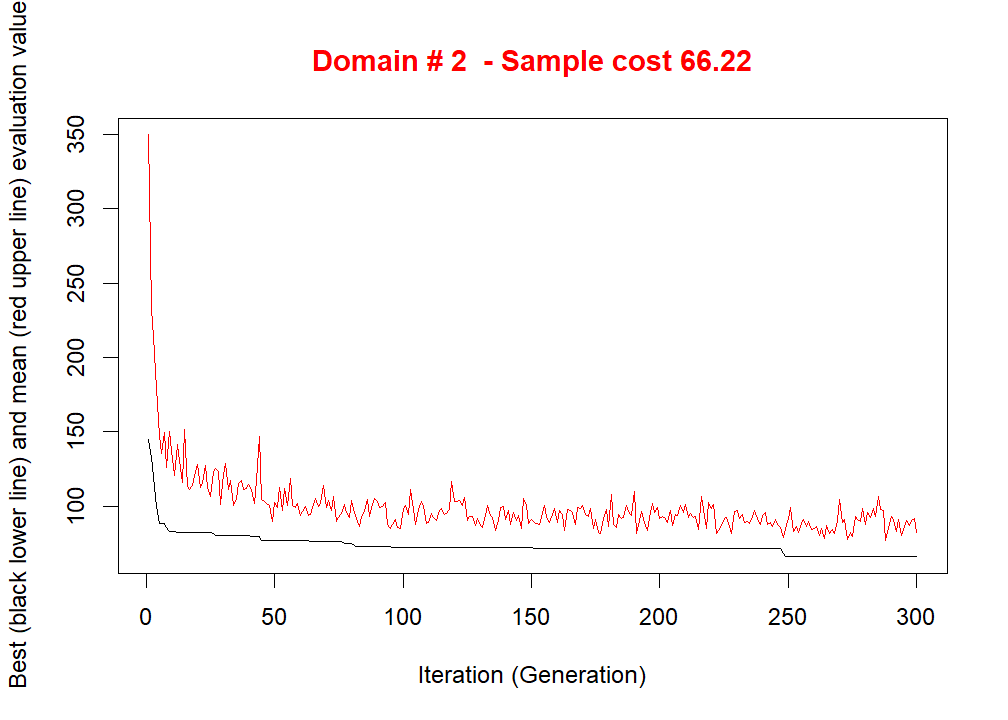 Domain # 2  - Sample cost 66.22
Best (black lower line) and mean (red upper line) evaluation value
350
300
250
200
150
100
0 50 100 150 200 250 300
Iteration (Generation)